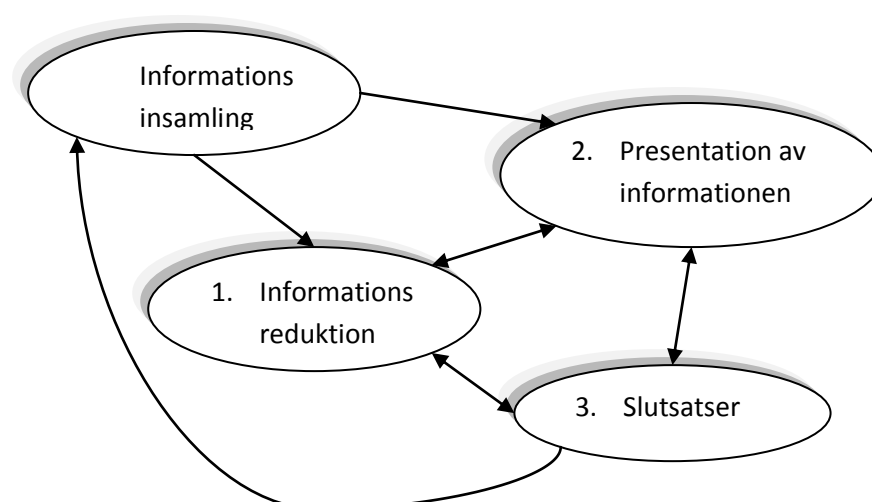 Informations
insamling
2. Presentation av
informationen
1. Informations
reduktion
3. Slutsatser